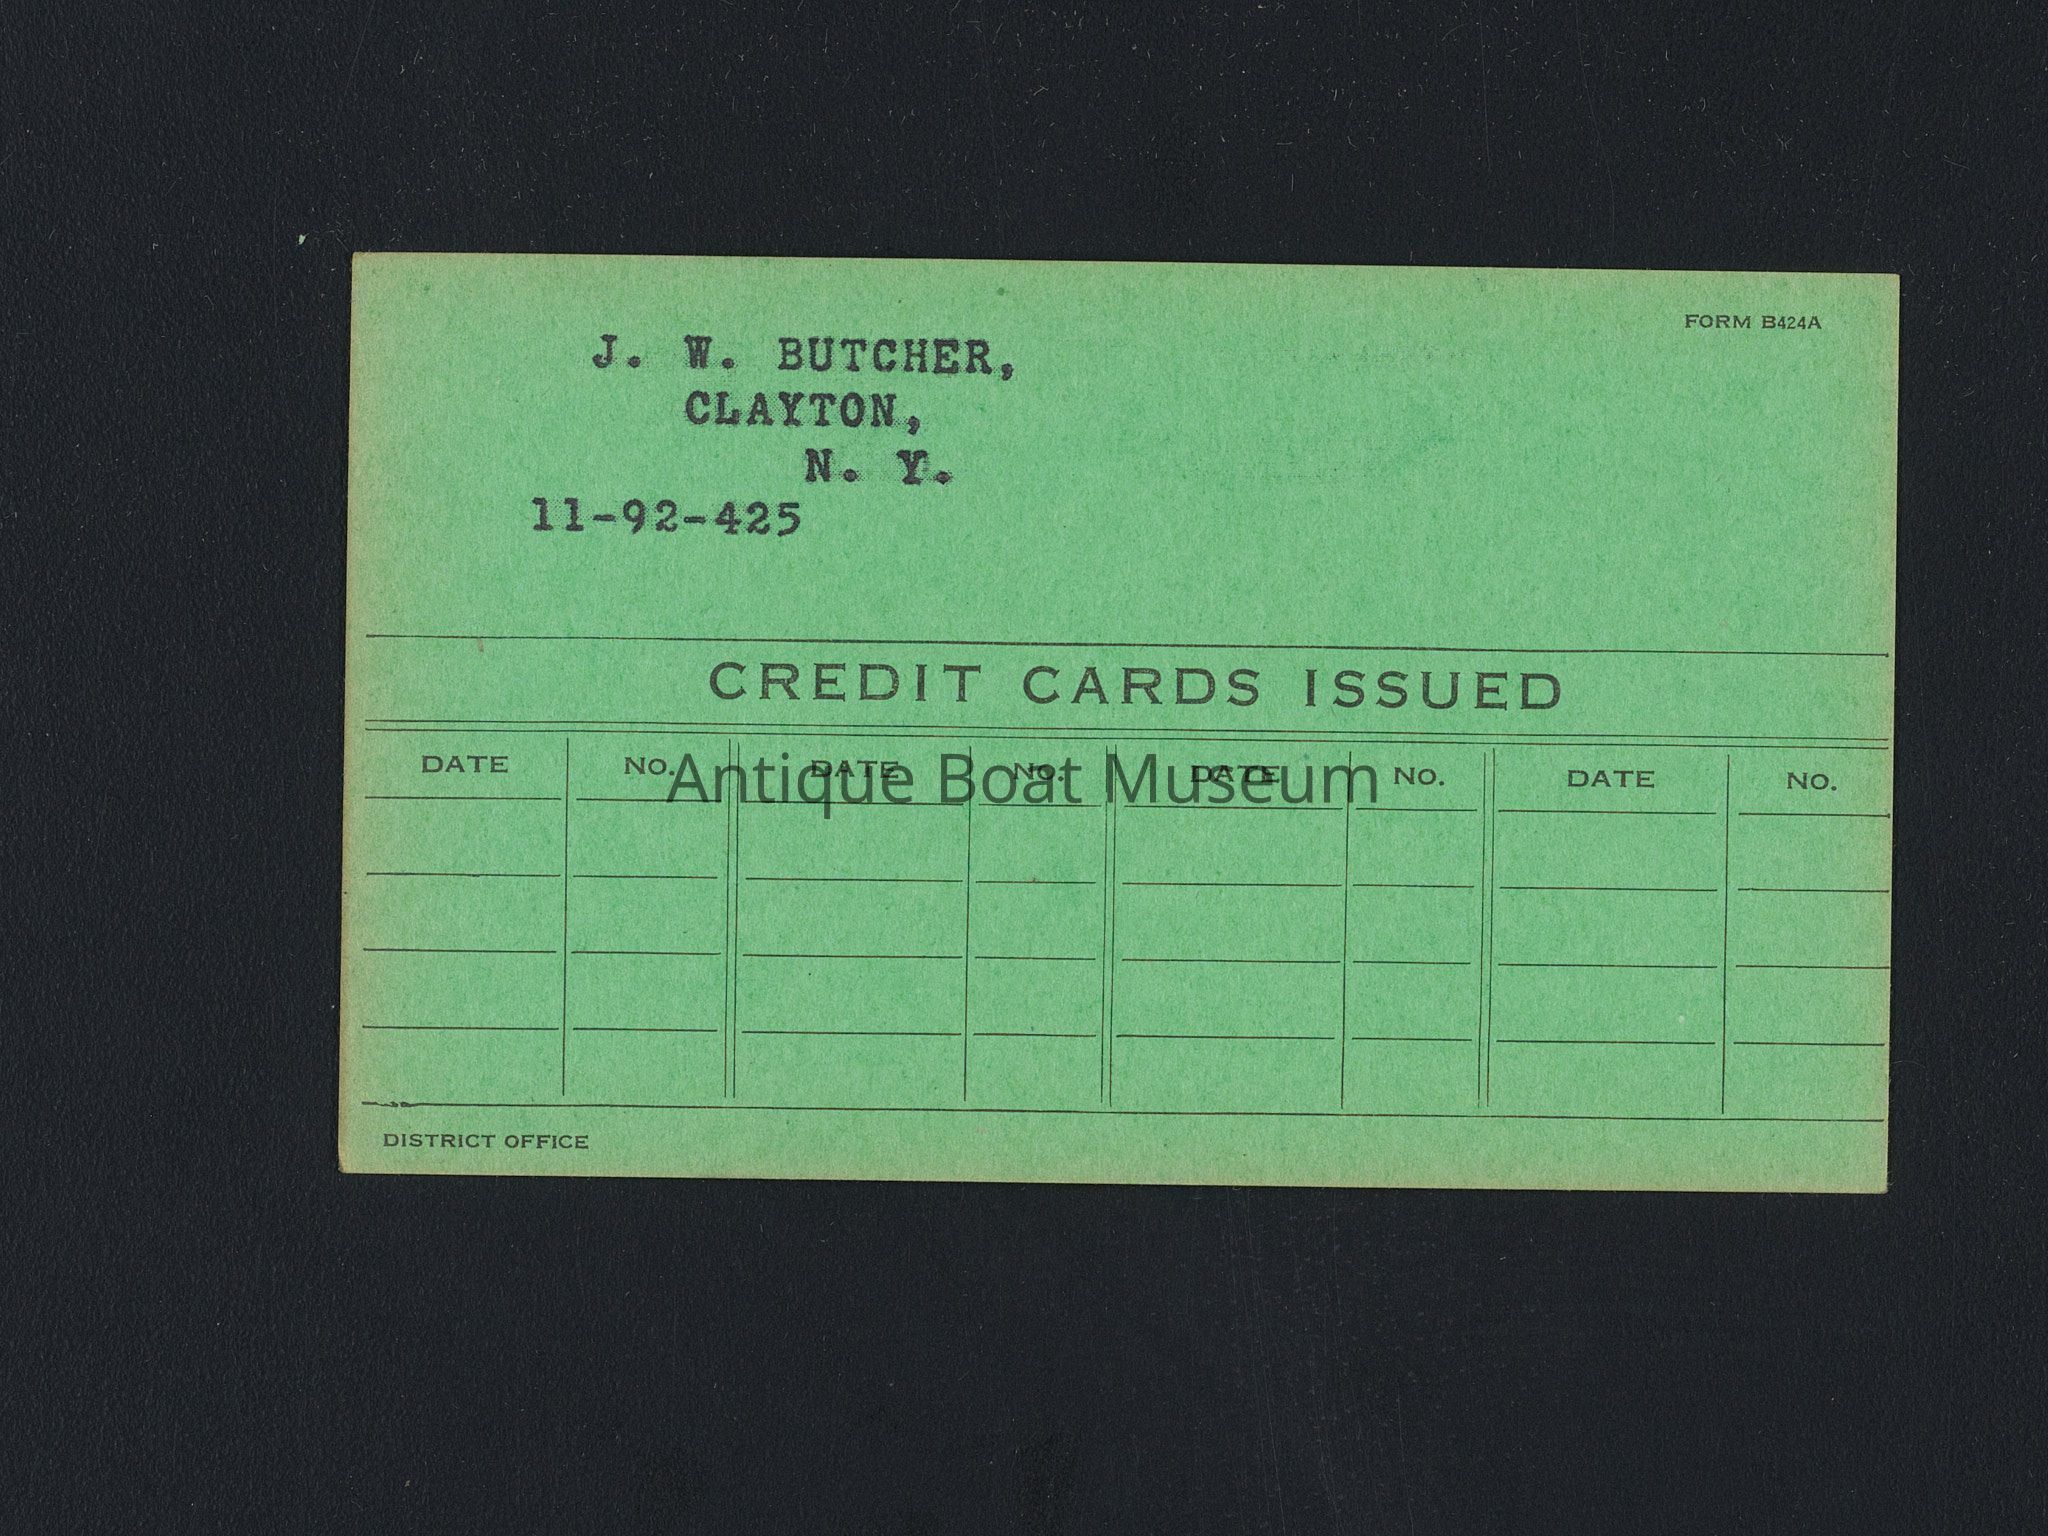 FORM B424A
J. W. BUTCHER,
CLAYTON,
N. Y.
11-92-425
CREDIT CARDS ISSUED
DATE NO. DATE NO. DATE NO. DATE NO.
Antique Boat Museum
DISTRICT OFFICE